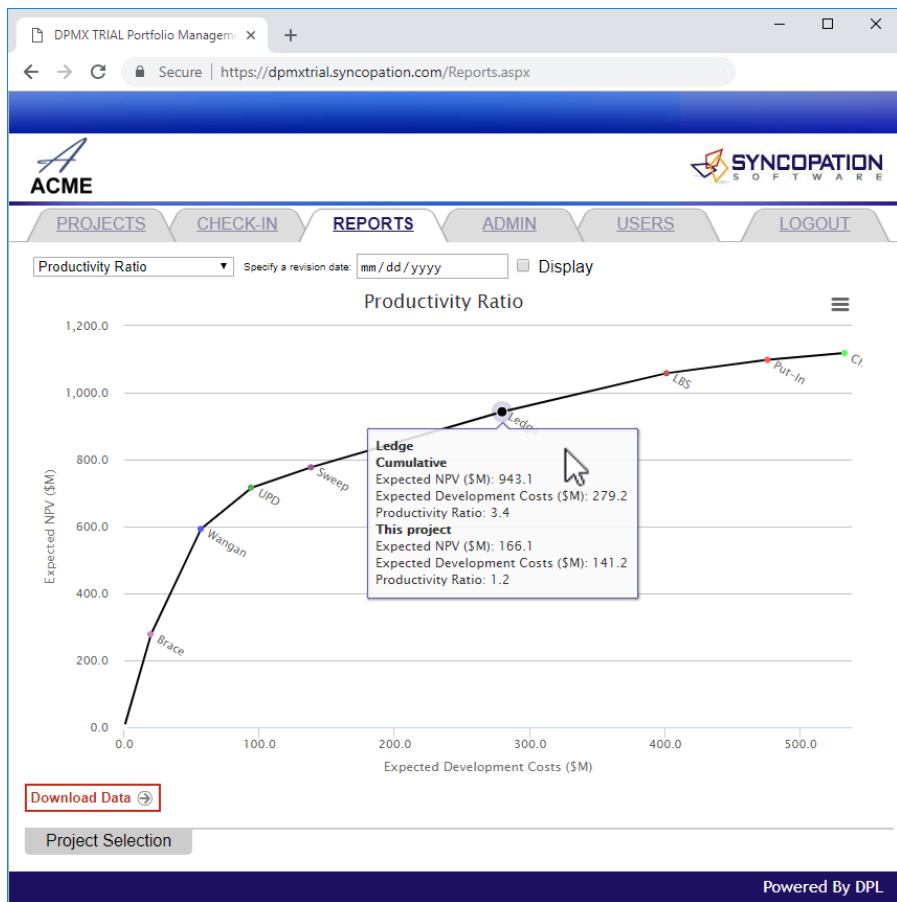 DPMX TRIAL Portfolio Managem
Secure | https://dpmxtrial.syncopation.com/Reports.aspx
ACME
SYNCOPATION
SOFTWARE
PROJECTS CHECK-IN REPORTS ADMIN USERS LOGOUT
Productivity Ratio Specify a revision date: mm/dd/yyyy Display
Productivity Ratio
1,200.0
1,000.0
800.0
600.0
400.0
200.0
0.0
Expected NPV ($M)
Brace
Wangan
UPD
Sweep
Ledge
LBS
Put-In
Ledge
Cumulative
Expected NPV ($M): 943.1
Expected Development Costs ($M): 279.2
Productivity Ratio: 3.4
This project
Expected NPV ($M): 166.1
Expected Development Costs ($M): 141.2
Productivity Ratio: 1.2
0.0 100.0 200.0 300.0 400.0 500.0
Expected Development Costs ($M)
Download Data
Project Selection
Powered By DPL